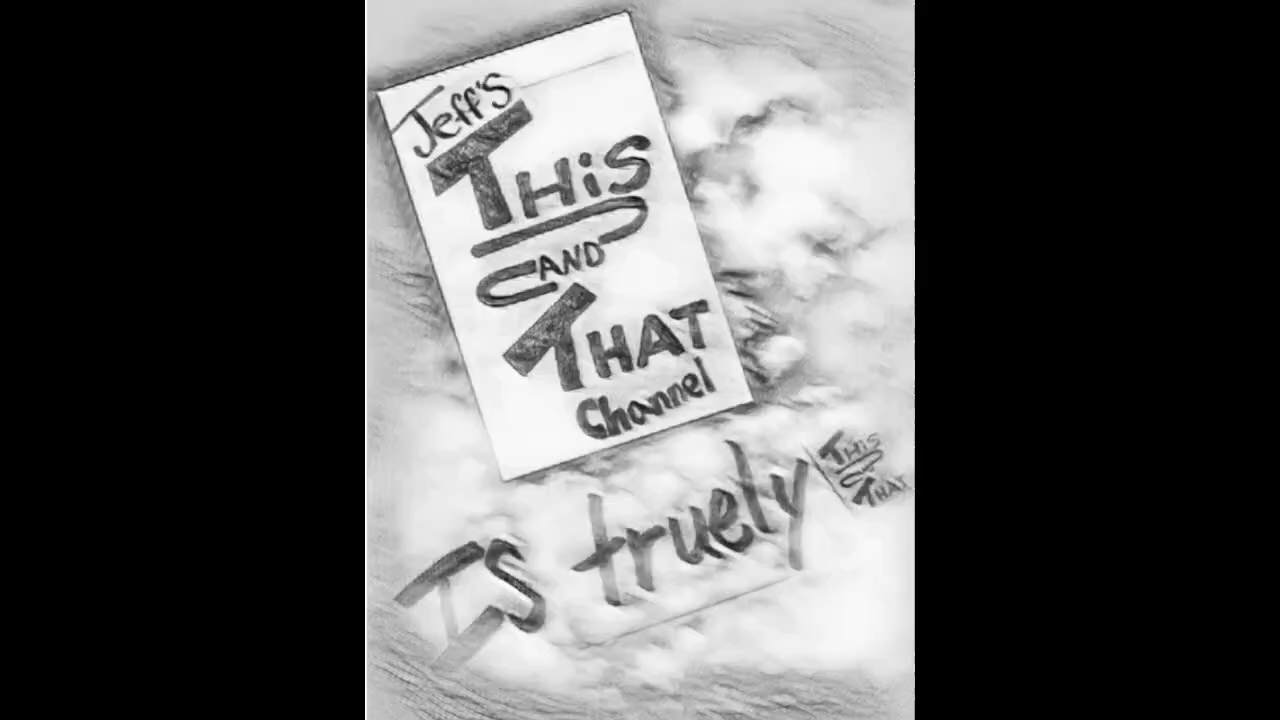 Jeff's
THiS
AND
THAT
Channel
IS truely
THiS
THAT